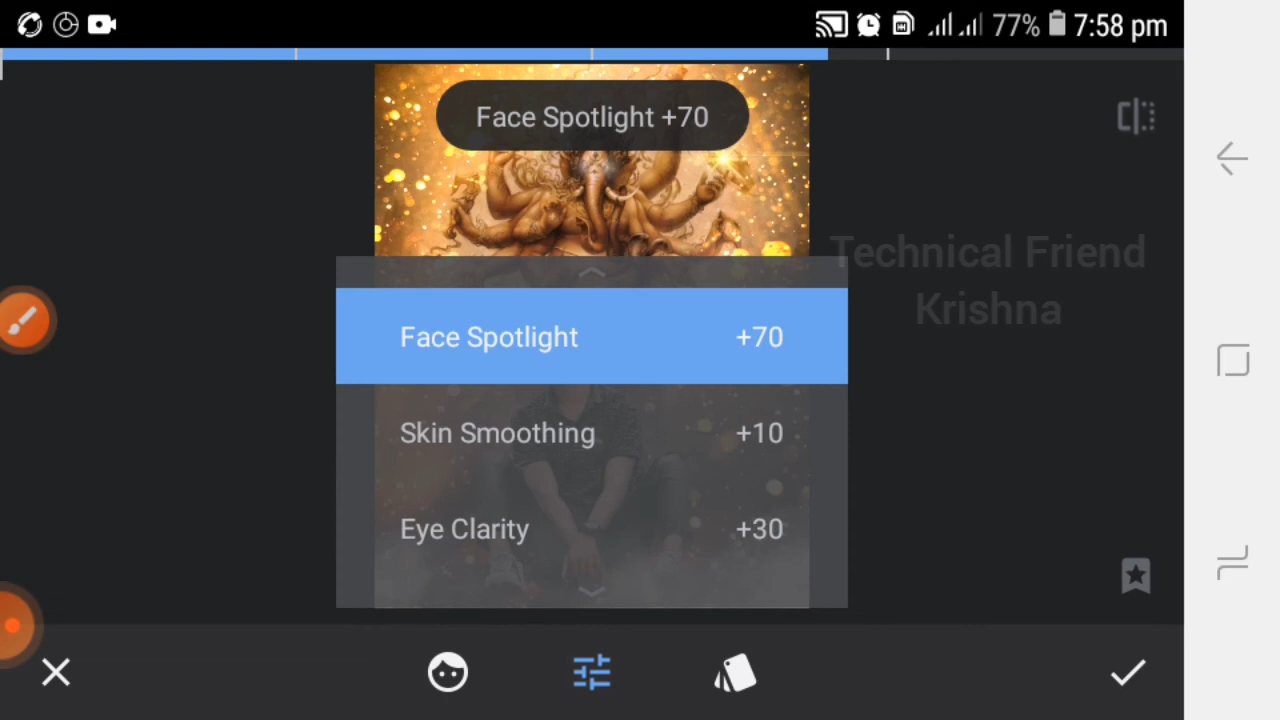 77% 7:58 pm
Face Spotlight +70
Technical Friend
Krishna
Face Spotlight +70
Skin Smoothing +10
Eye Clarity +30